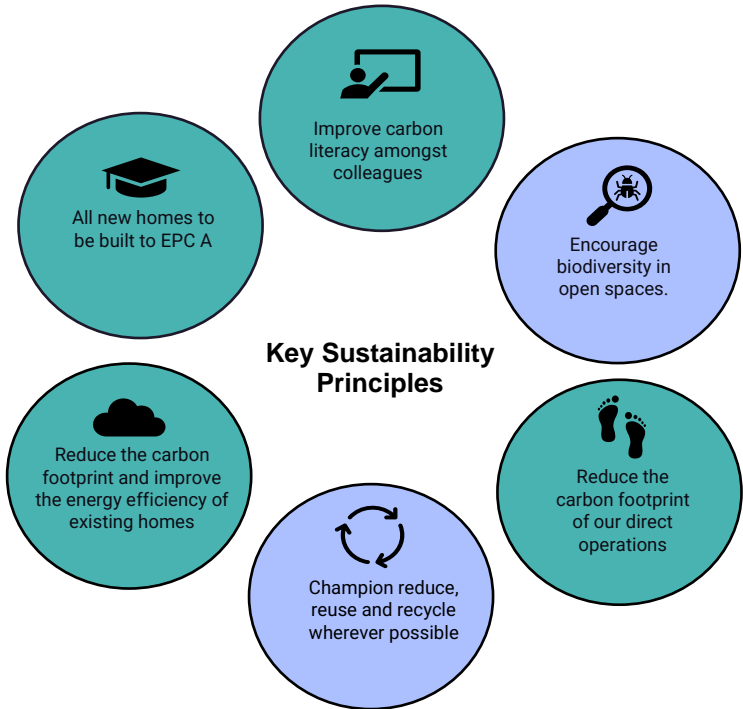 Improve carbon
literacy amongst
colleagues
All new homes to
be built to EPC A
Encourage
biodiversity in
open spaces.
Key Sustainability
Principles
Reduce the carbon
footprint and improve
the energy efficiency of
existing homes
Reduce the
carbon footprint
of our direct
operations
Champion reduce,
reuse and recycle
wherever possible